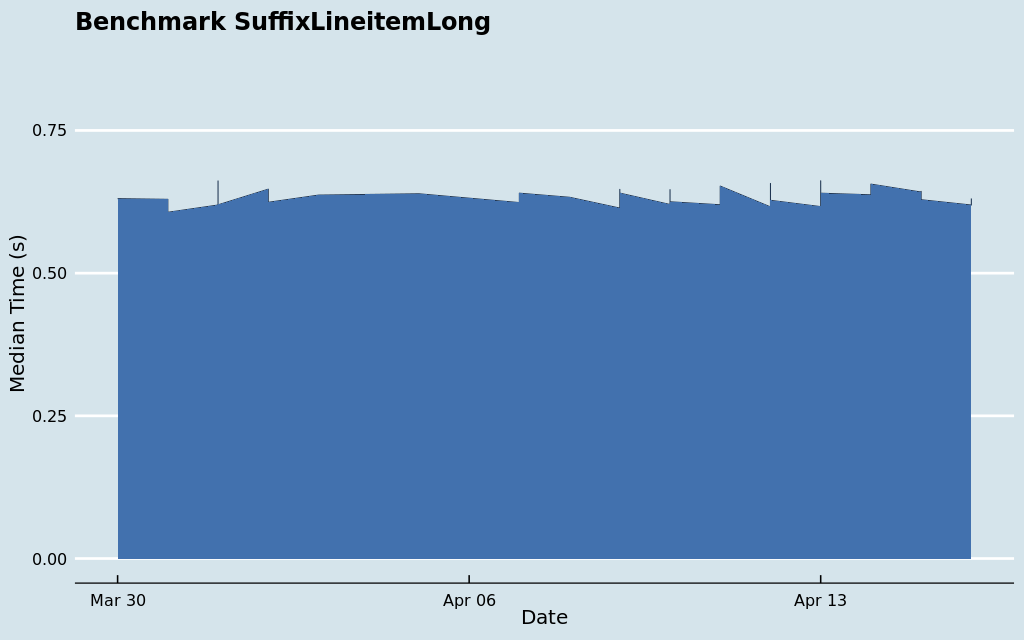 Benchmark SuffixLineitemLong
0.75
0.50
0.25
0.00
Median Time (s)
Mar 30
Apr 06
Apr 13
Date